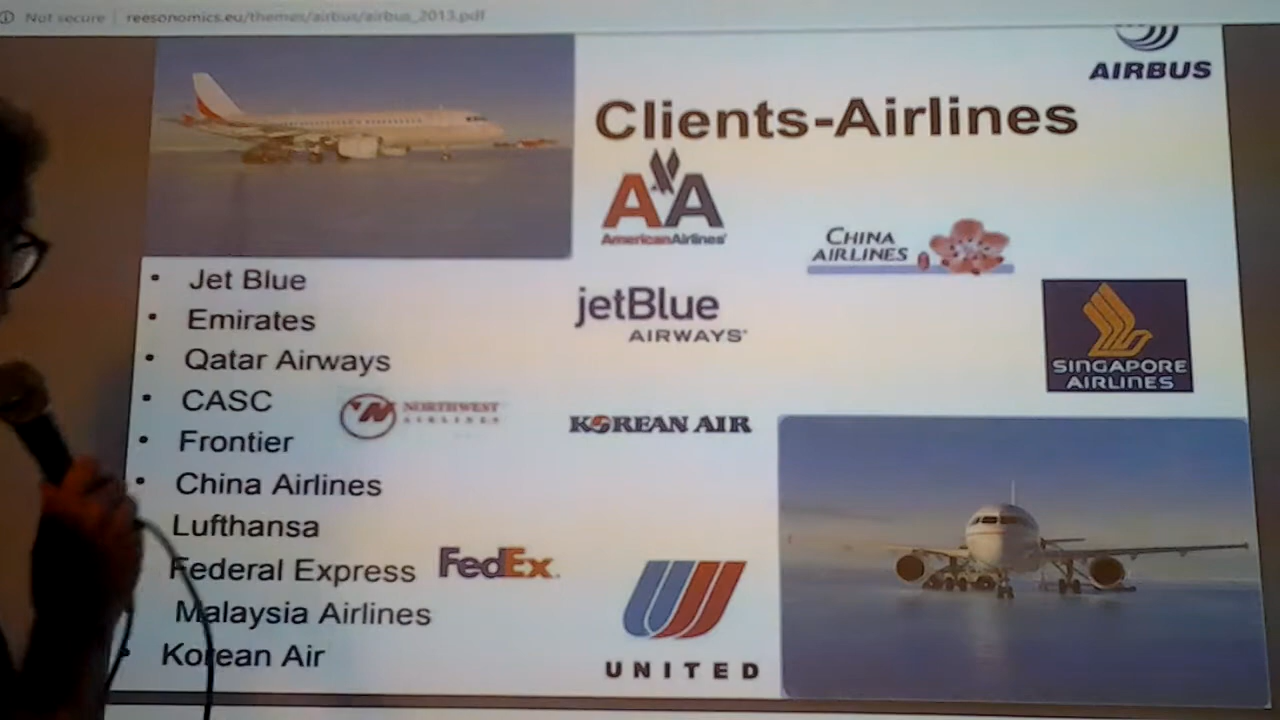 Not secure
reesonomics.eu/themes/airbus/airbus_2013.pdf
AIRBUS
Clients-Airlines
AA
AmericanAirlines
CHINA
AIRLINES
Jet Blue
Emirates
Qatar Airways
CASC
Frontier
China Airlines
Lufthansa
Federal Express
Malaysia Airlines
Korean Air
jetBlue
AIRWAYS
SINGAPORE
AIRLINES
NORTHWEST
AIRLINES
KOREAN AIR
FedEx.
UNITED